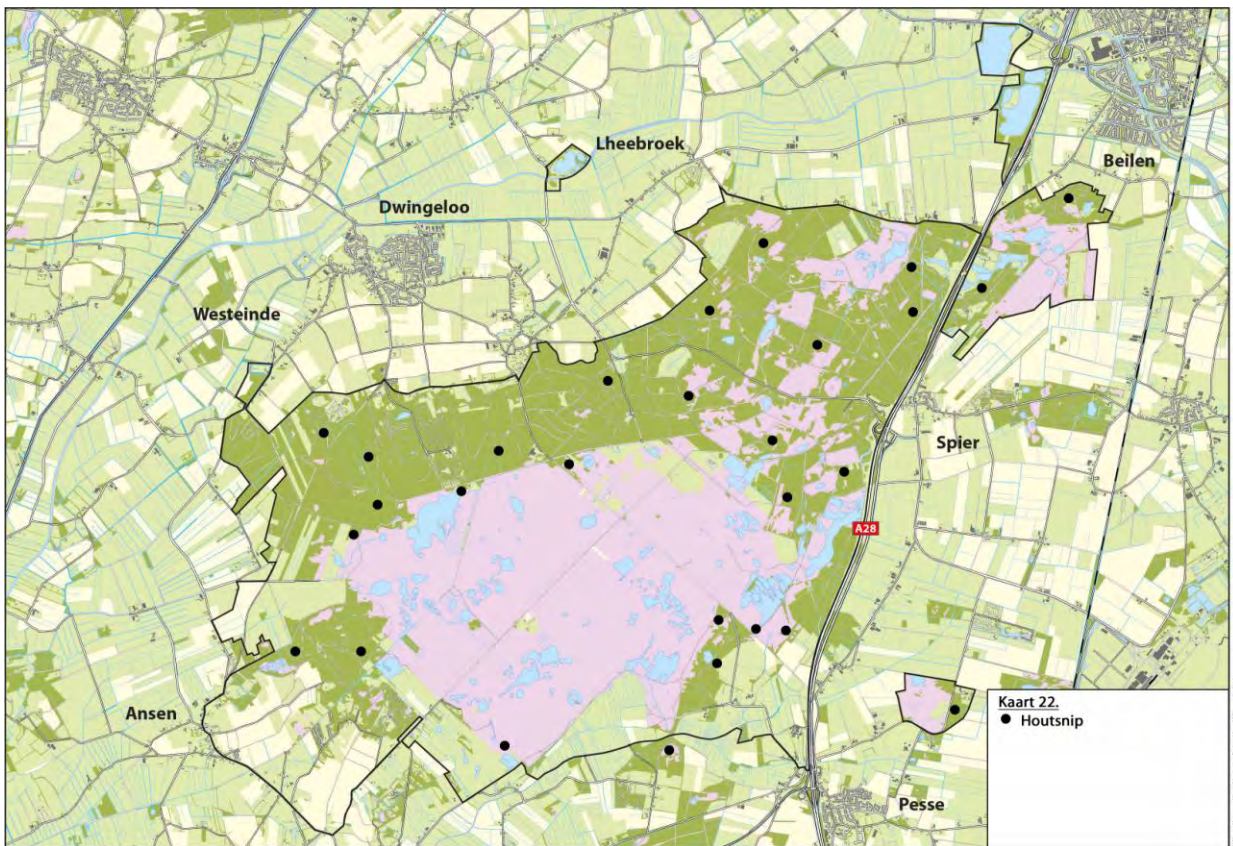 Lheebroek
Beilen
Dwingeloo
Westeinde
Spier
A28
Ansen
Pesse
Kaart 22.
Houtsnip